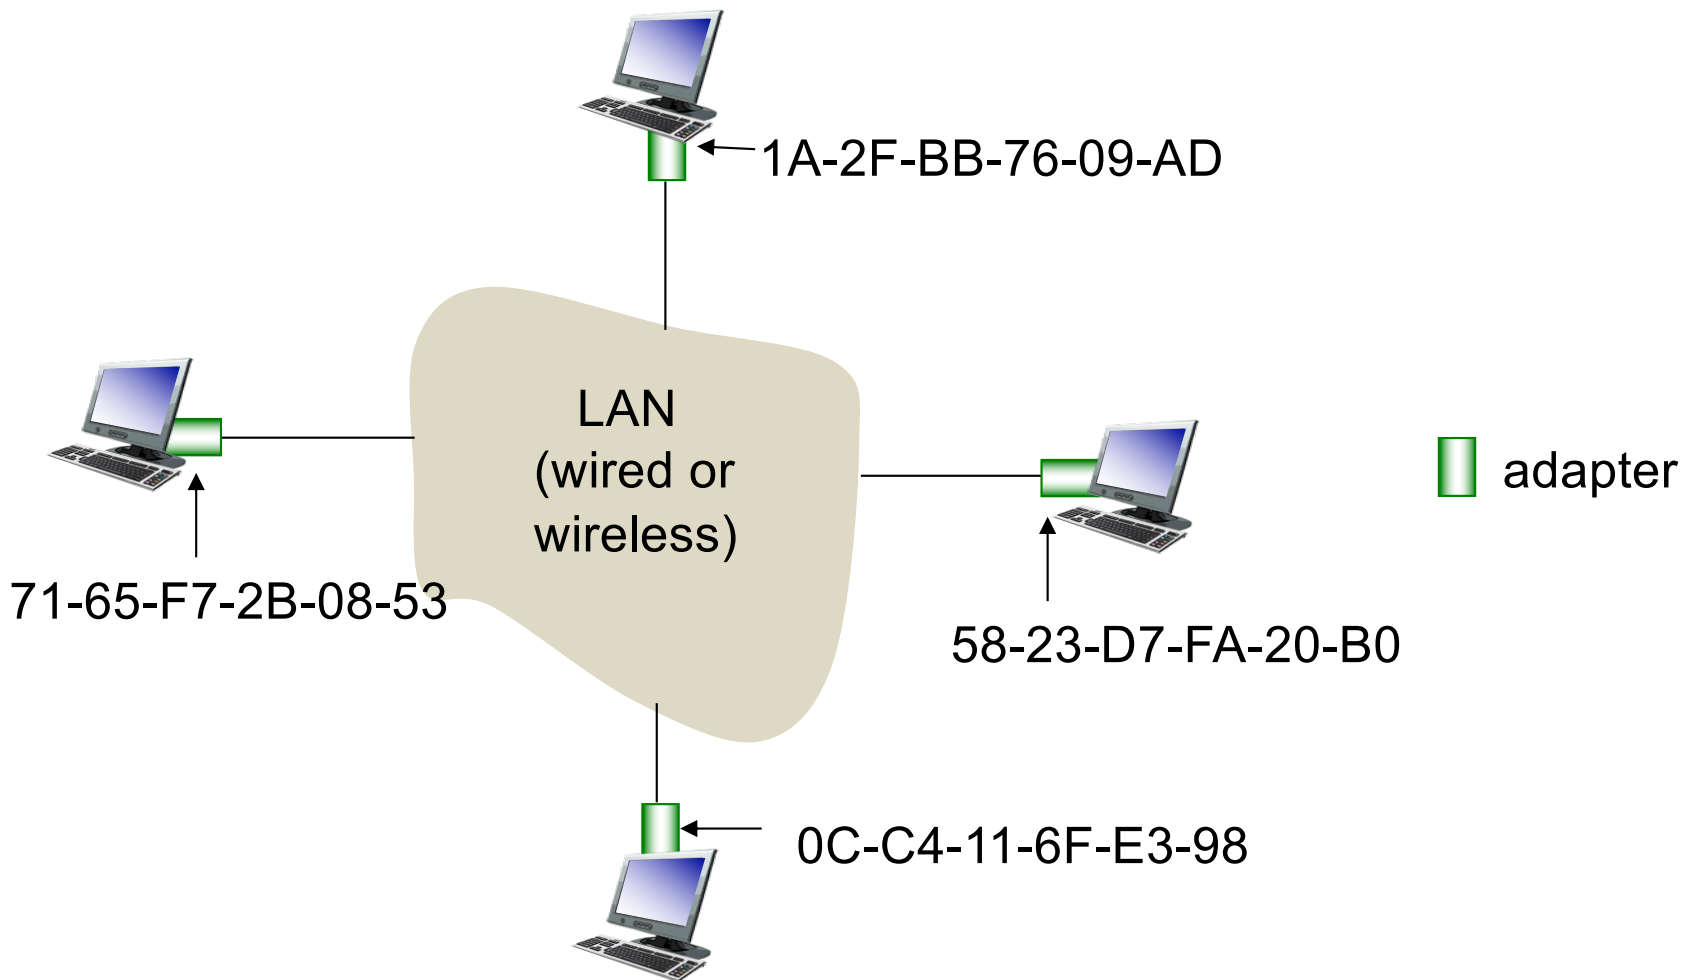 1A-2F-BB-76-09-AD
LAN
(wired or
wireless)
adapter
71-65-F7-2B-08-53
58-23-D7-FA-20-B0
0C-C4-11-6F-E3-98